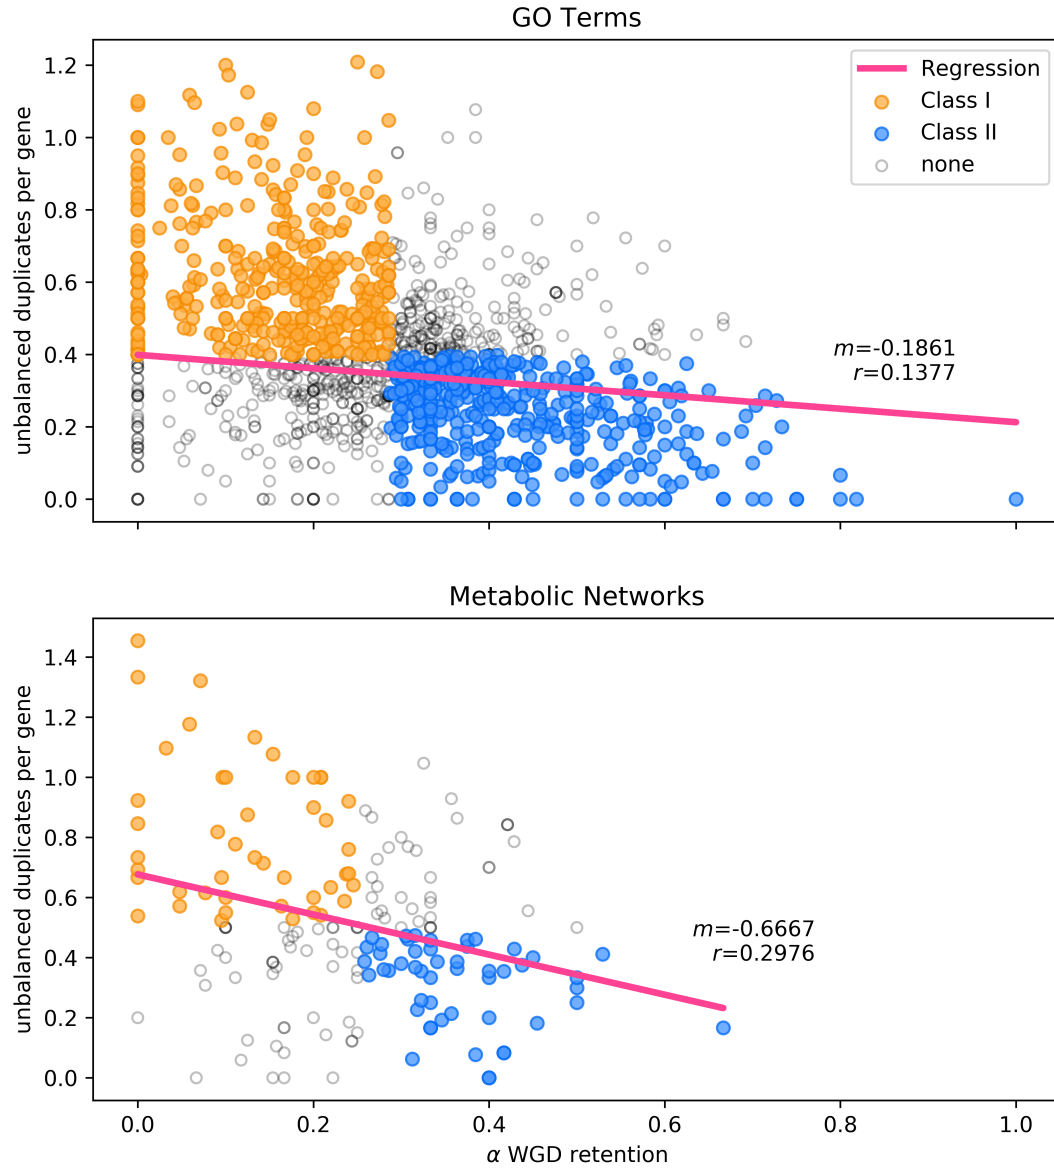 GO Terms
unbalanced duplicates per gene
1.2
1.0
0.8
0.6
0.4
0.2
0.0
Regression
Class I
Class II
none
m=-0.1861
r=0.1377
Metabolic Networks
unbalanced duplicates per gene
1.4
1.2
1.0
0.8
0.6
0.4
0.2
0.0
m=-0.6667
r=0.2976
0.0 0.2 0.4 0.6 0.8 1.0
α WGD retention